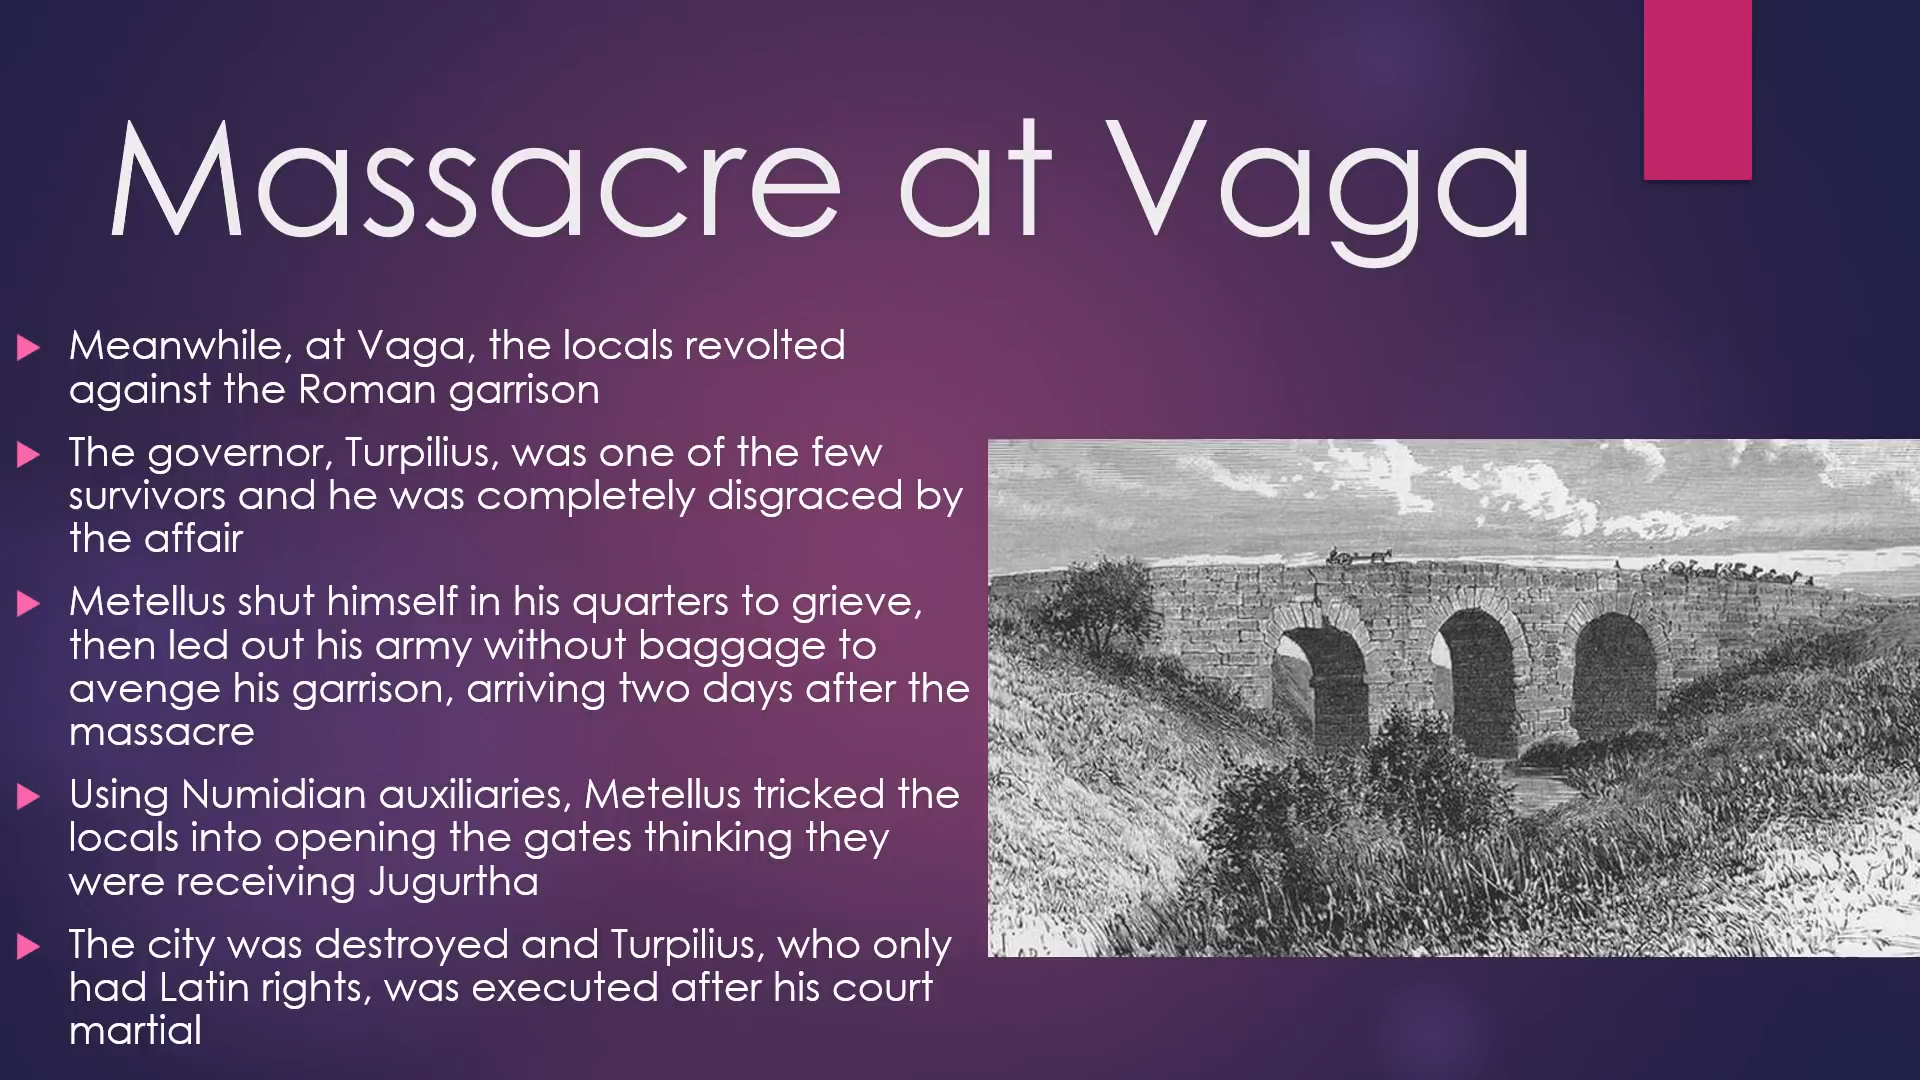 Massacre at Vaga
Meanwhile, at Vaga, the locals revolted
against the Roman garrison
The governor, Turpilius, was one of the few
survivors and he was completely disgraced by
the affair
Metellus shut himself in his quarters to grieve,
then led out his army without baggage to
avenge his garrison, arriving two days after the
massacre
Using Numidian auxiliaries, Metellus tricked the
locals into opening the gates thinking they
were receiving Jugurtha
The city was destroyed and Turpilius, who only
had Latin rights, was executed after his court
martial